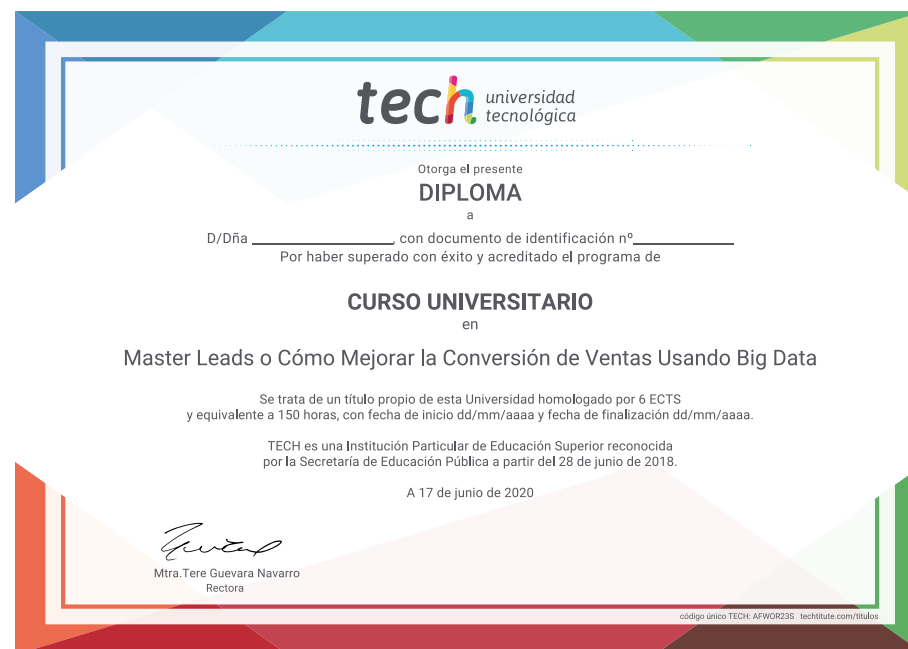 tech universidad
tecnológica
Otorga el presente
DIPLOMA
a
D/Dña ____________________, con documento de identificación nº______________
Por haber superado con éxito y acreditado el programa de
CURSO UNIVERSITARIO
en
Master Leads o Cómo Mejorar la Conversión de Ventas Usando Big Data
Se trata de un título propio de esta Universidad homologado por 6 ECTS
y equivalente a 150 horas, con fecha de inicio dd/mm/aaaa y fecha de finalización dd/mm/aaaa.
TECH es una Institución Particular de Educación Superior reconocida
por la Secretaría de Educación Pública a partir del 28 de junio de 2018.
A 17 de junio de 2020
Mtra.Tere Guevara Navarro
Rectora
código único TECH: AFWOR23S techtitute.com/titulos